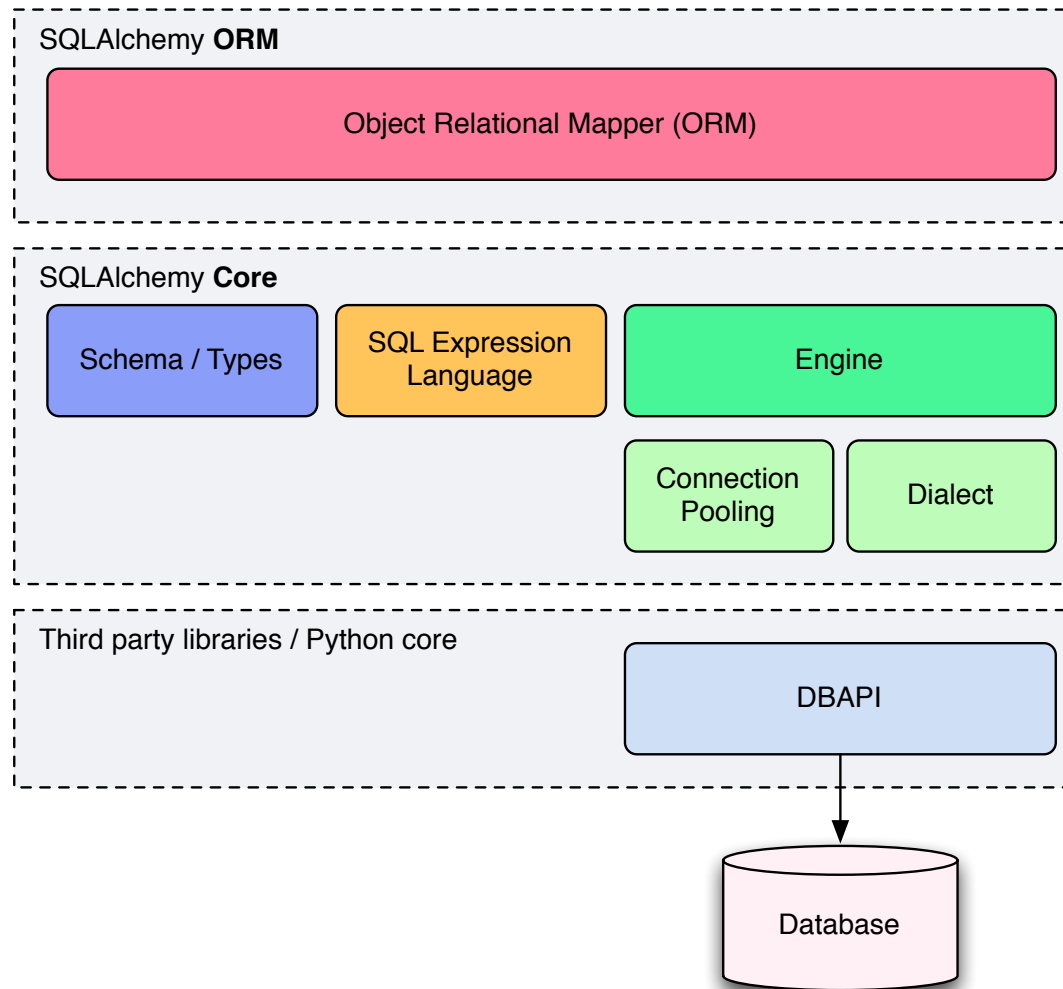 SQLAlchemy ORM
Object Relational Mapper (ORM)
SQLAlchemy Core
Schema / Types
SQL Expression
Language
Engine
Connection
Pooling
Dialect
Third party libraries / Python core
DBAPI
Database